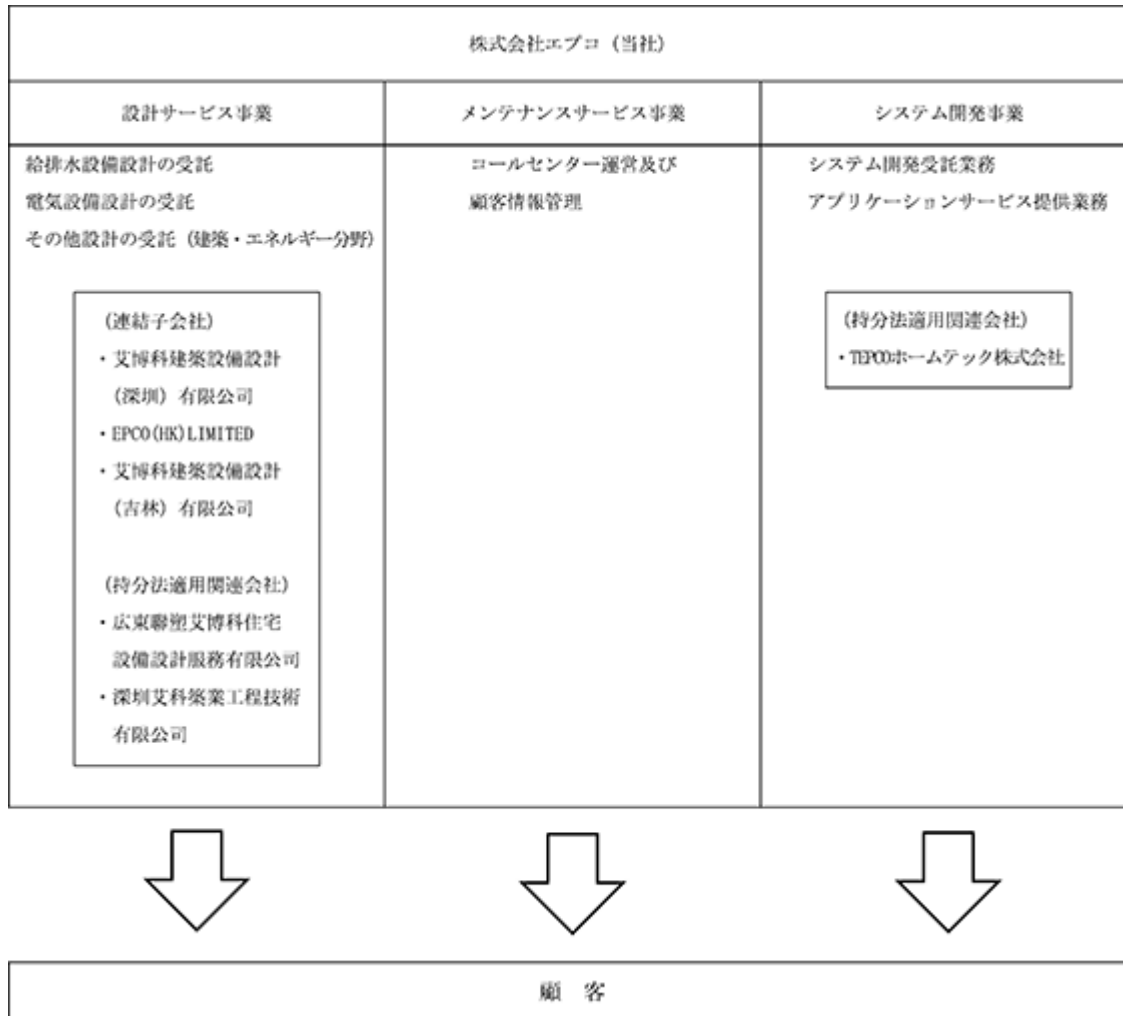 株式会社エプコ（当社）
設計サービス事業
メンテナンスサービス事業
システム開発事業
給排水設備設計の受託
電気設備設計の受託
その他設計の受託（建築・エネルギー分野）
（連結子会社）
・艾博科建築設備設計
（深圳）有限公司
・EPCO(HK)LIMITED
・艾博科建築設備設計
（吉林）有限公司
（持分法適用関連会社）
・広東聯塑艾博科住宅
設備設計服務有限公司
・深圳艾科築業工程技術
有限公司
コールセンター運営及び
顧客情報管理
システム開発受託業務
アプリケーションサービス提供業務
（持分法適用関連会社）
・TEPCOホームテック株式会社
顧　客